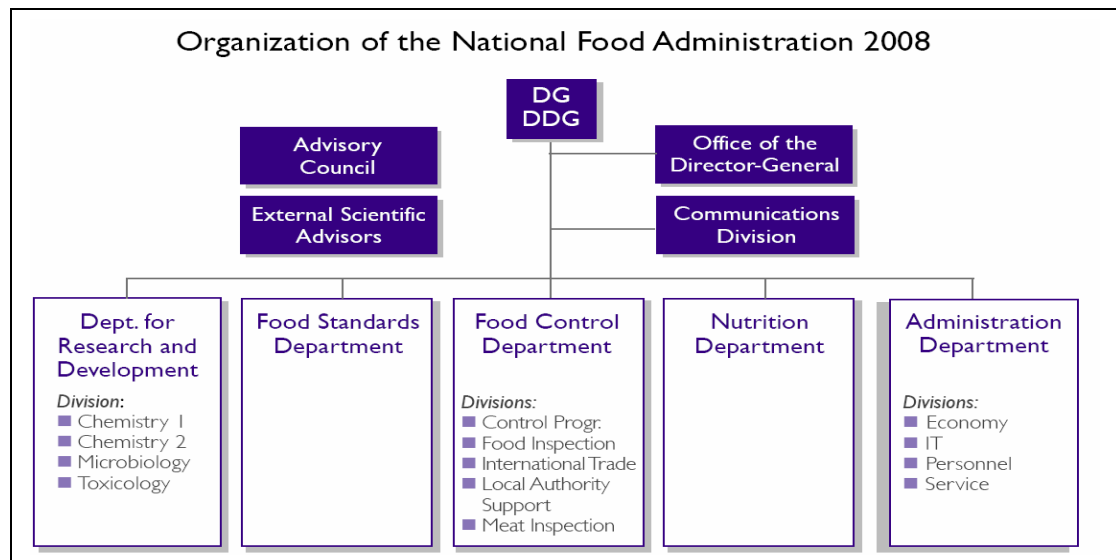 Organization of the National Food Administration 2008
DG
DDG
Advisory
Council
Office of the
Director-General
External Scientific
Advisors
Communications
Division
Dept. for
Research and
Development
Division:
Chemistry 1
Chemistry 2
Microbiology
Toxicology
Food Standards
Department
Food Control
Department
Divisions:
Control Progr.
Food Inspection
International Trade
Local Authority
Support
Meat Inspection
Nutrition
Department
Administration
Department
Divisions:
Economy
IT
Personnel
Service